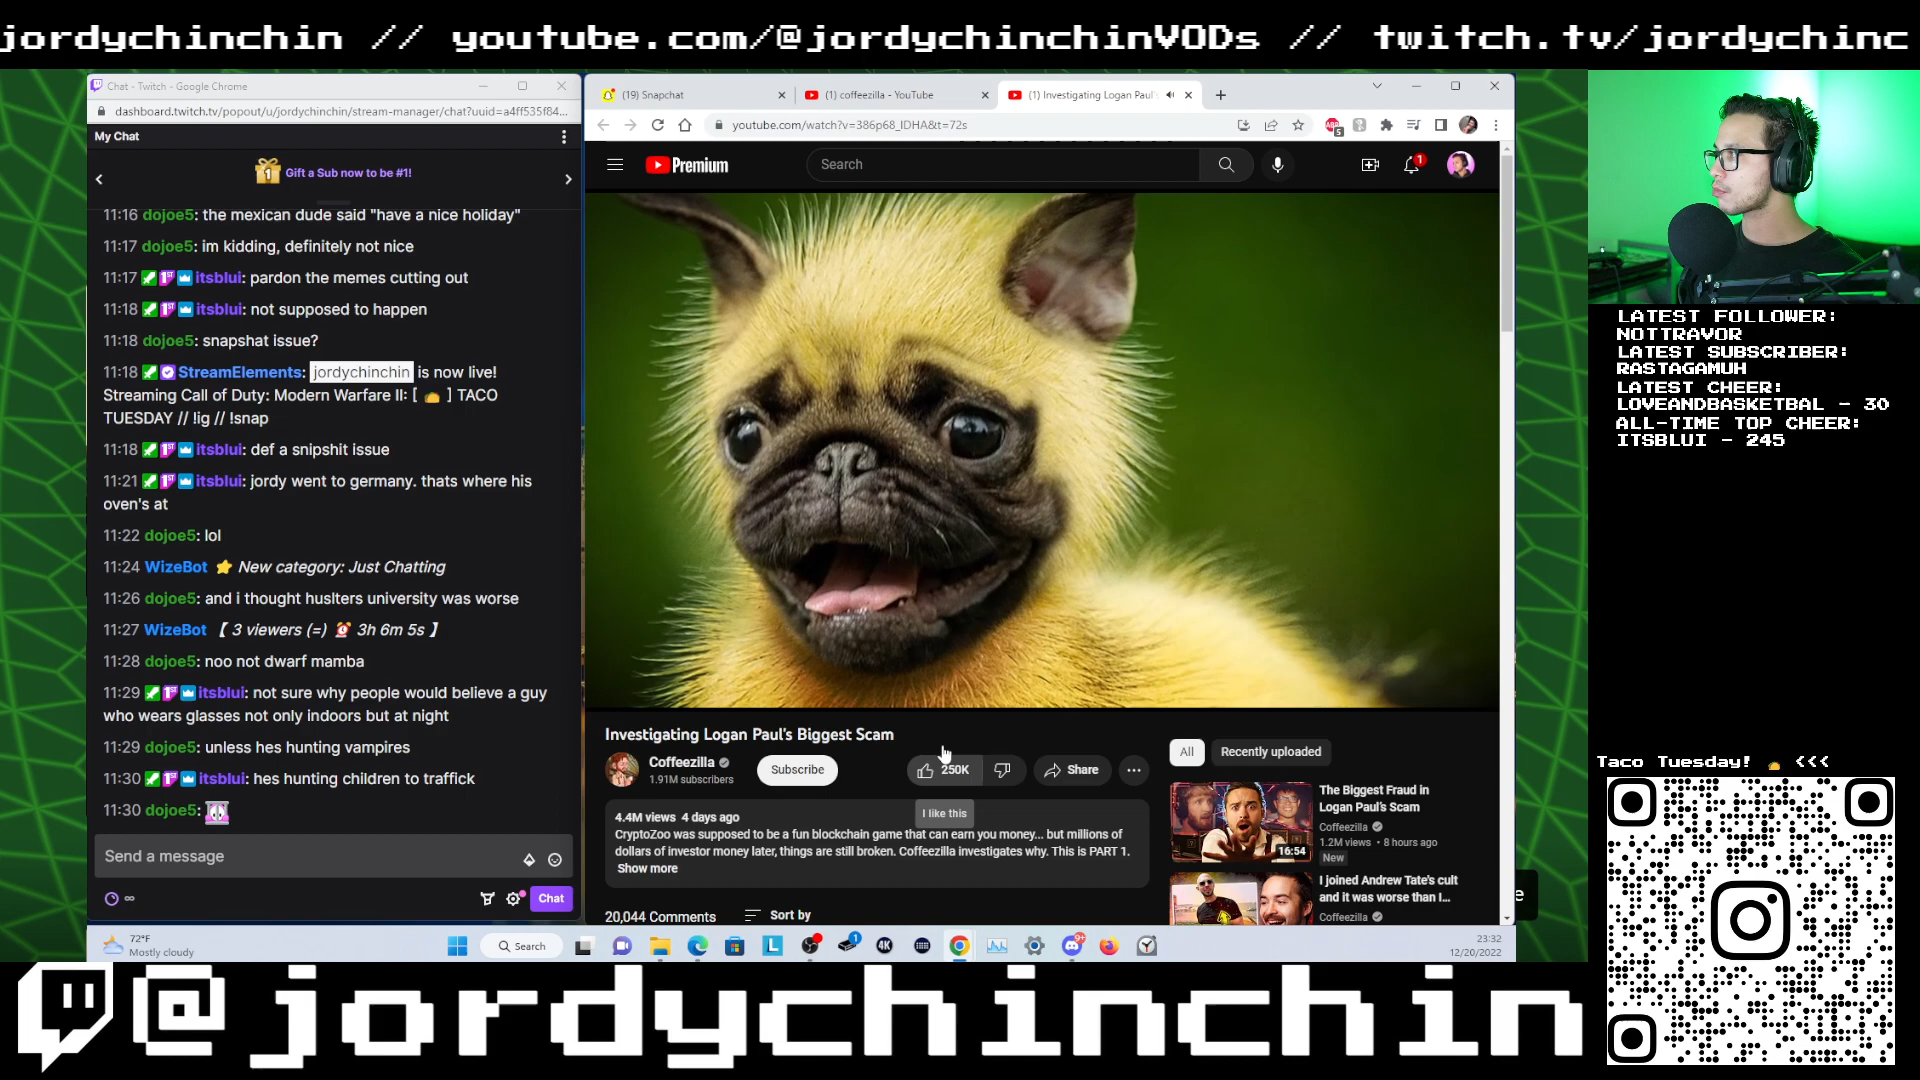 jordychinchin // youtube.com/@jordychinchinVODs // twitch.tv/jordychinc
Chat - Twitch - Google Chrome
dashboard.twitch.tv/popout/u/jordychinchin/stream-manager/chat?uuid=a4ff535f84...
My Chat
1 Gift a Sub now to be #1!
11:16 dojoe5: the mexican dude said "have a nice holiday"
11:17 dojoe5: im kidding, definitely not nice
11:17 itsblui: pardon the memes cutting out
11:18 itsblui: not supposed to happen
11:18 dojoe5: snapshat issue?
11:18 StreamElements: jordychinchin is now live!
Streaming Call of Duty: Modern Warfare II: [ 🌮 ] TACO
TUESDAY // !ig // !snap
11:18 itsblui: def a snipshit issue
11:21 itsblui: jordy went to germany. thats where his
oven's at
11:22 dojoe5: lol
11:24 WizeBot ⭐ New category: Just Chatting
11:26 dojoe5: and i thought huslters university was worse
11:27 WizeBot 【 3 viewers (=) ⏰ 3h 6m 5s 】
11:28 dojoe5: noo not dwarf mamba
11:29 itsblui: not sure why people would believe a guy
who wears glasses not only indoors but at night
11:29 dojoe5: unless hes hunting vampires
11:30 itsblui: hes hunting children to traffick
11:30 dojoe5:
Send a message
∞
Chat
(19) Snapchat
(1) coffeezilla - YouTube
(1) Investigating Logan Paul's
youtube.com/watch?v=386p68_lDHA&t=72s
Premium
Search
1
Investigating Logan Paul's Biggest Scam
Coffeezilla
1.91M subscribers
Subscribe
250K
Share
I like this
4.4M views 4 days ago
CryptoZoo was supposed to be a fun blockchain game that can earn you money... but millions of
dollars of investor money later, things are still broken. Coffeezilla investigates why. This is PART 1.
Show more
20,044 Comments
Sort by
All
Recently uploaded
16:54
The Biggest Fraud in
Logan Paul's Scam
Coffeezilla
1.2M views • 8 hours ago
New
I joined Andrew Tate's cult
and it was worse than I...
Coffeezilla
e
72°F
Mostly cloudy
Search
4K
23:32
12/20/2022
LATEST FOLLOWER:
NOTTRAVOR
LATEST SUBSCRIBER:
RASTAGAMUH
LATEST CHEER:
LOVEANDBASKETBAL - 30
ALL-TIME TOP CHEER:
ITSBLUI - 245
Taco Tuesday! 🌮 <<<
@jordychinchin